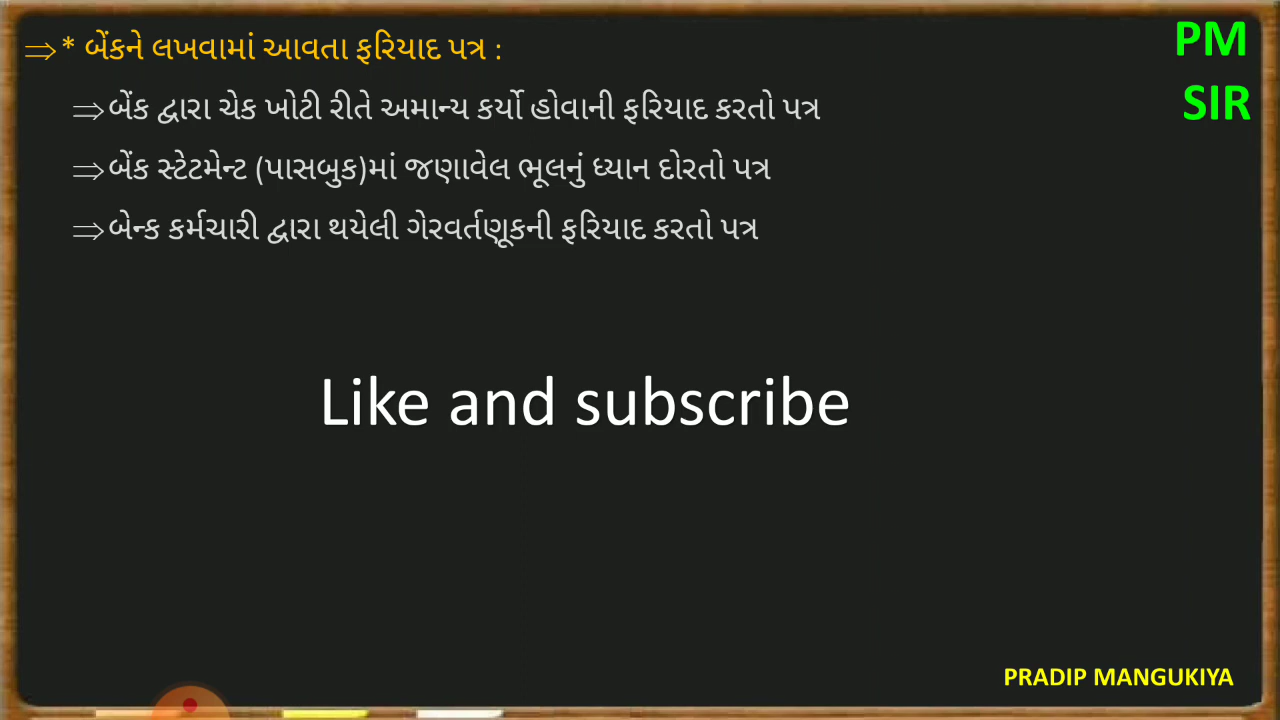 ⇒* બેંકને લખવામાં આવતા ફરિયાદ પત્ર :
⇒બેંક દ્વારા ચેક ખોટી રીતે અમાન્ય કર્યો હોવાની ફરિયાદ કરતો પત્ર
⇒બેંક સ્ટેટમેન્ટ (પાસબુક)માં જણાવેલ ભૂલનું ધ્યાન દોરતો પત્ર
⇒બેન્ક કર્મચારી દ્વારા થયેલી ગેરવર્તણૂકની ફરિયાદ કરતો પત્ર
PM
SIR
Like and subscribe
PRADIP MANGUKIYA